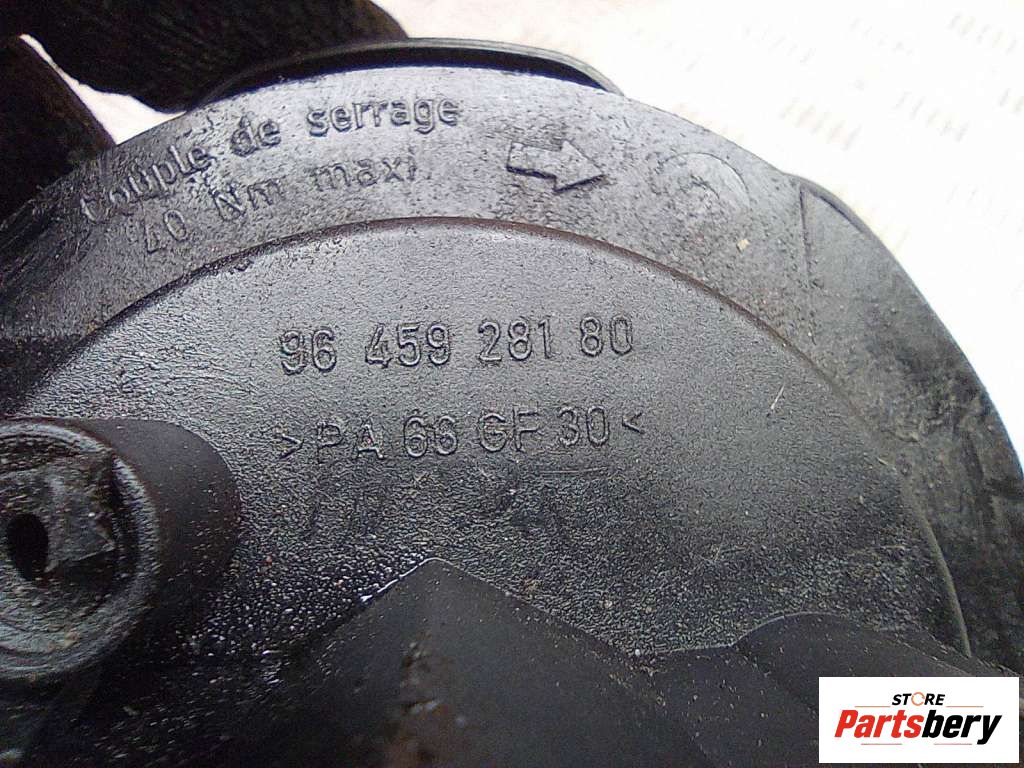 Couple de serrage
40 Nm maxi
96 459 281 80
>PA 66 GF 30<
STORE
Partsbery